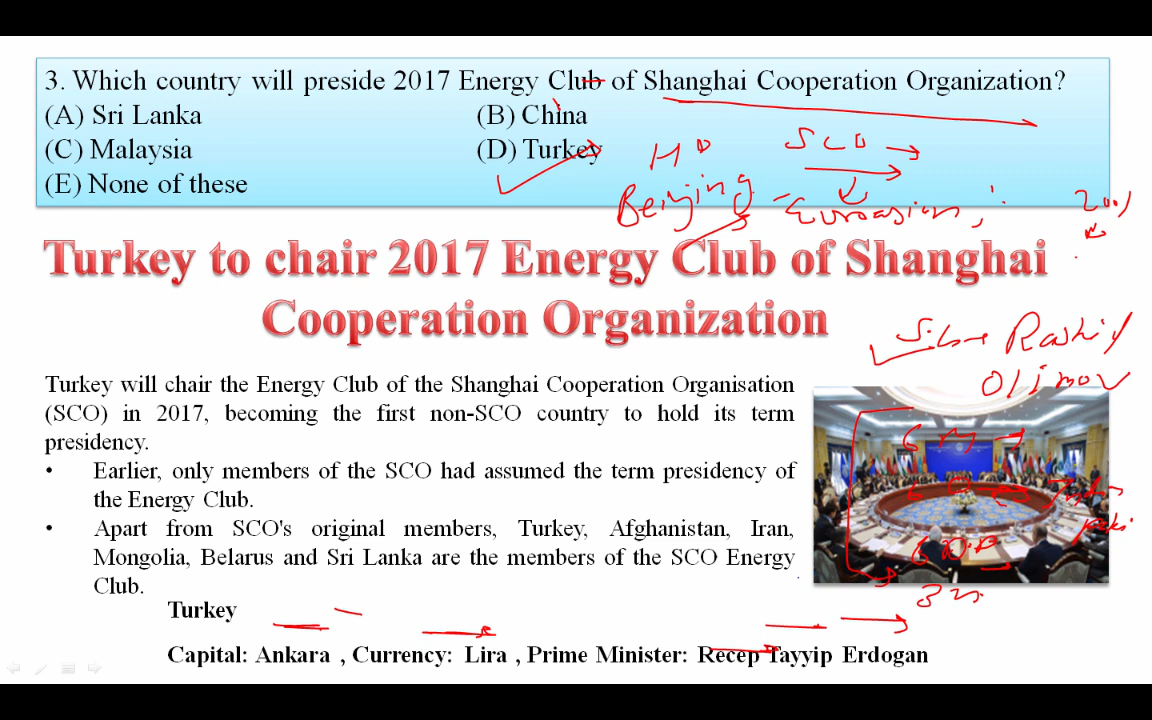 3. Which country will preside 2017 Energy Club of Shanghai Cooperation Organization?
(A) Sri Lanka (B) China
(C) Malaysia (D) Turkey
(E) None of these
SCO
Beijing
2001
Turkey to chair 2017 Energy Club of Shanghai
Cooperation Organization
Rashid
Olimov
Turkey will chair the Energy Club of the Shanghai Cooperation Organisation
(SCO) in 2017, becoming the first non-SCO country to hold its term
presidency.
• Earlier, only members of the SCO had assumed the term presidency of
the Energy Club.
• Apart from SCO's original members, Turkey, Afghanistan, Iran,
Mongolia, Belarus and Sri Lanka are the members of the SCO Energy
Club.
Turkey
Capital: Ankara , Currency: Lira , Prime Minister: Recep Tayyip Erdogan